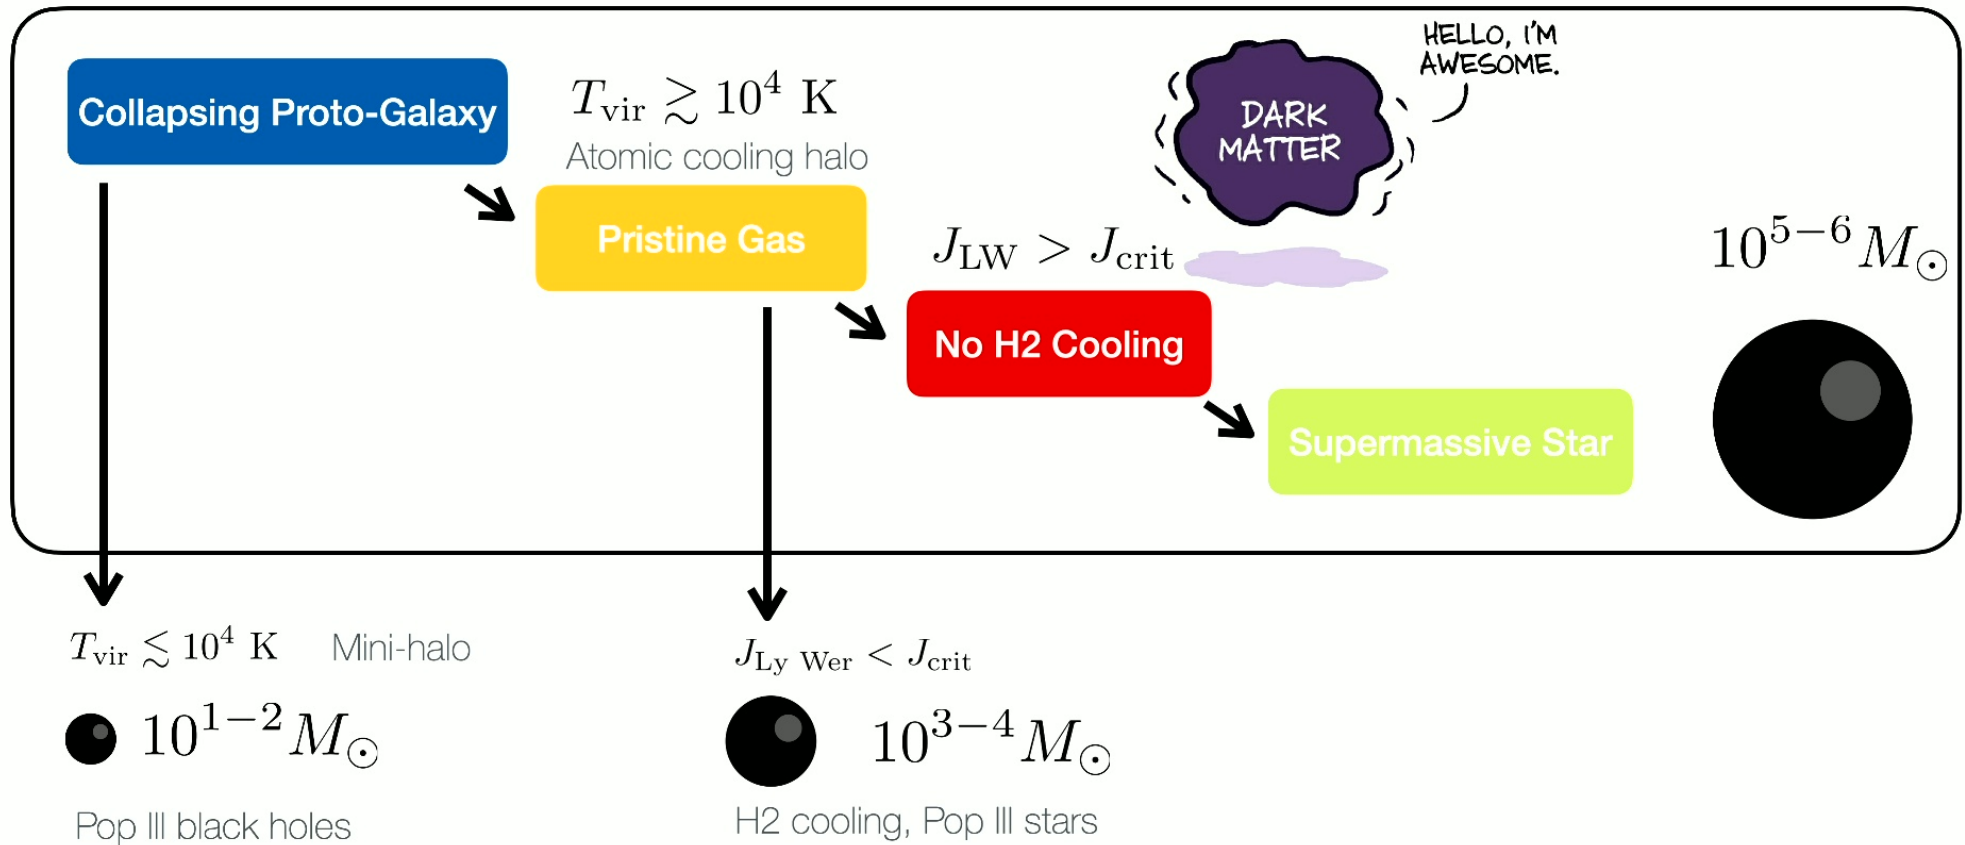 Collapsing Proto-Galaxy
T_vir ≳ 10^4 K
Atomic cooling halo
HELLO, I'M
AWESOME.
DARK
MATTER
Pristine Gas
J_LW > J_crit
10^{5−6} M_⊙
No H2 Cooling
Supermassive Star
T_vir ≲ 10^4 K
Mini-halo
10^{1−2} M_⊙
Pop III black holes
J_{Ly Wer} < J_crit
10^{3−4} M_⊙
H2 cooling, Pop III stars